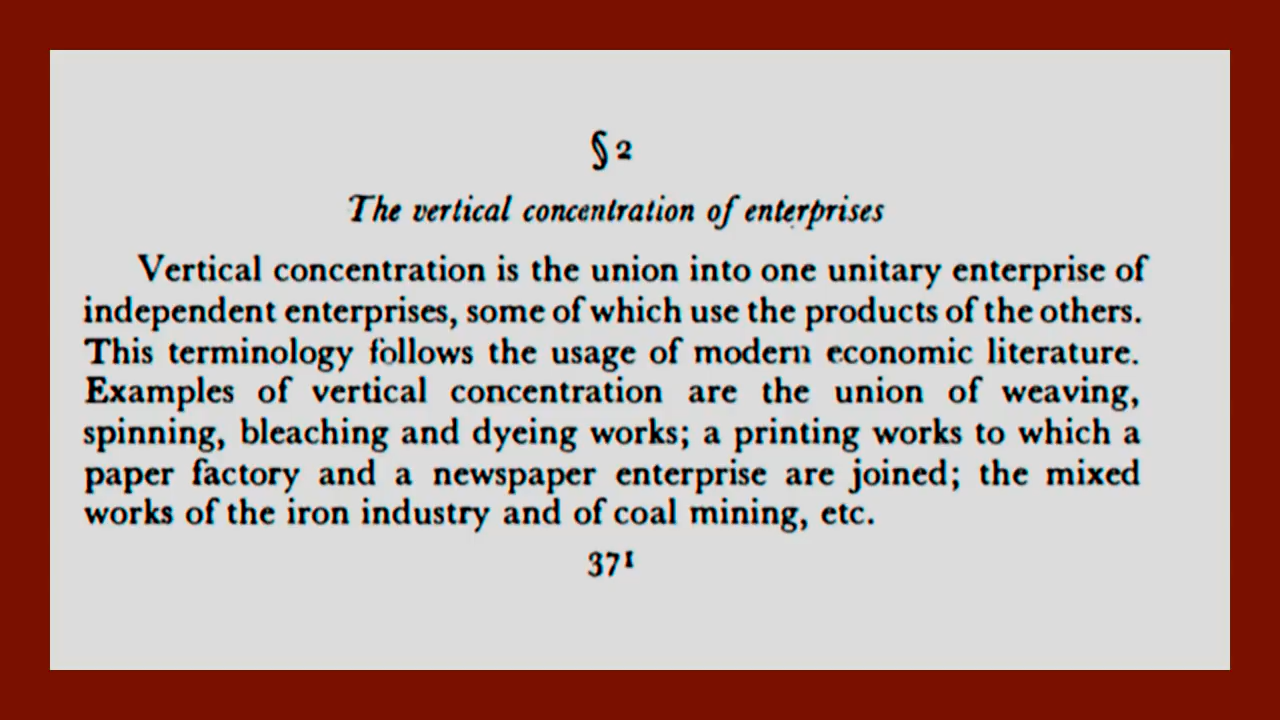 § 2
The vertical concentration of enterprises
Vertical concentration is the union into one unitary enterprise of
independent enterprises, some of which use the products of the others.
This terminology follows the usage of modern economic literature.
Examples of vertical concentration are the union of weaving,
spinning, bleaching and dyeing works; a printing works to which a
paper factory and a newspaper enterprise are joined; the mixed
works of the iron industry and of coal mining, etc.
371